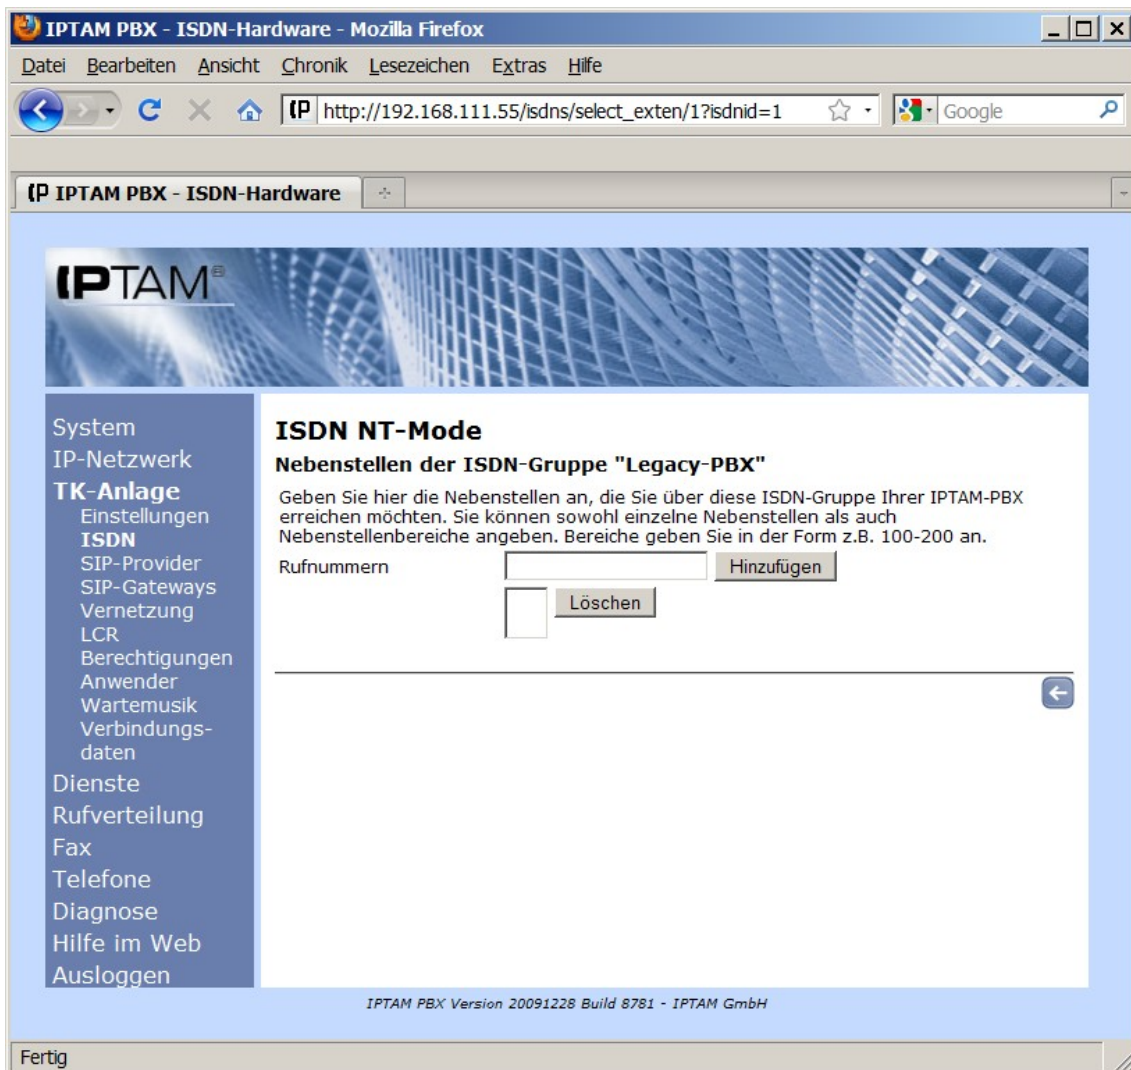 IPTAM PBX - ISDN-Hardware - Mozilla Firefox
Datei Bearbeiten Ansicht Chronik Lesezeichen Extras Hilfe
http://192.168.111.55/isdns/select_exten/1?isdnid=1
Google
IPTAM PBX - ISDN-Hardware
IPTAM®
System
IP-Netzwerk
TK-Anlage
Einstellungen
ISDN
SIP-Provider
SIP-Gateways
Vernetzung
LCR
Berechtigungen
Anwender
Wartemusik
Verbindungs-
daten
Dienste
Rufverteilung
Fax
Telefone
Diagnose
Hilfe im Web
Ausloggen
ISDN NT-Mode
Nebenstellen der ISDN-Gruppe "Legacy-PBX"
Geben Sie hier die Nebenstellen an, die Sie über diese ISDN-Gruppe Ihrer IPTAM-PBX
erreichen möchten. Sie können sowohl einzelne Nebenstellen als auch
Nebenstellenbereiche angeben. Bereiche geben Sie in der Form z.B. 100-200 an.
Rufnummern
Hinzufügen
Löschen
IPTAM PBX Version 20091228 Build 8781 - IPTAM GmbH
Fertig